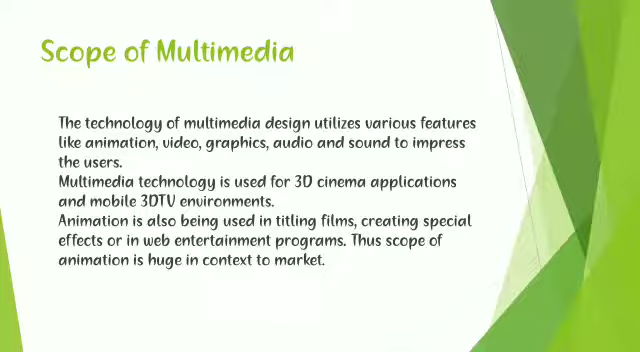 Scope of Multimedia
The technology of multimedia design utilizes various features
like animation, video, graphics, audio and sound to impress
the users.
Multimedia technology is used for 3D cinema applications
and mobile 3DTV environments.
Animation is also being used in titling films, creating special
effects or in web entertainment programs. Thus scope of
animation is huge in context to market.